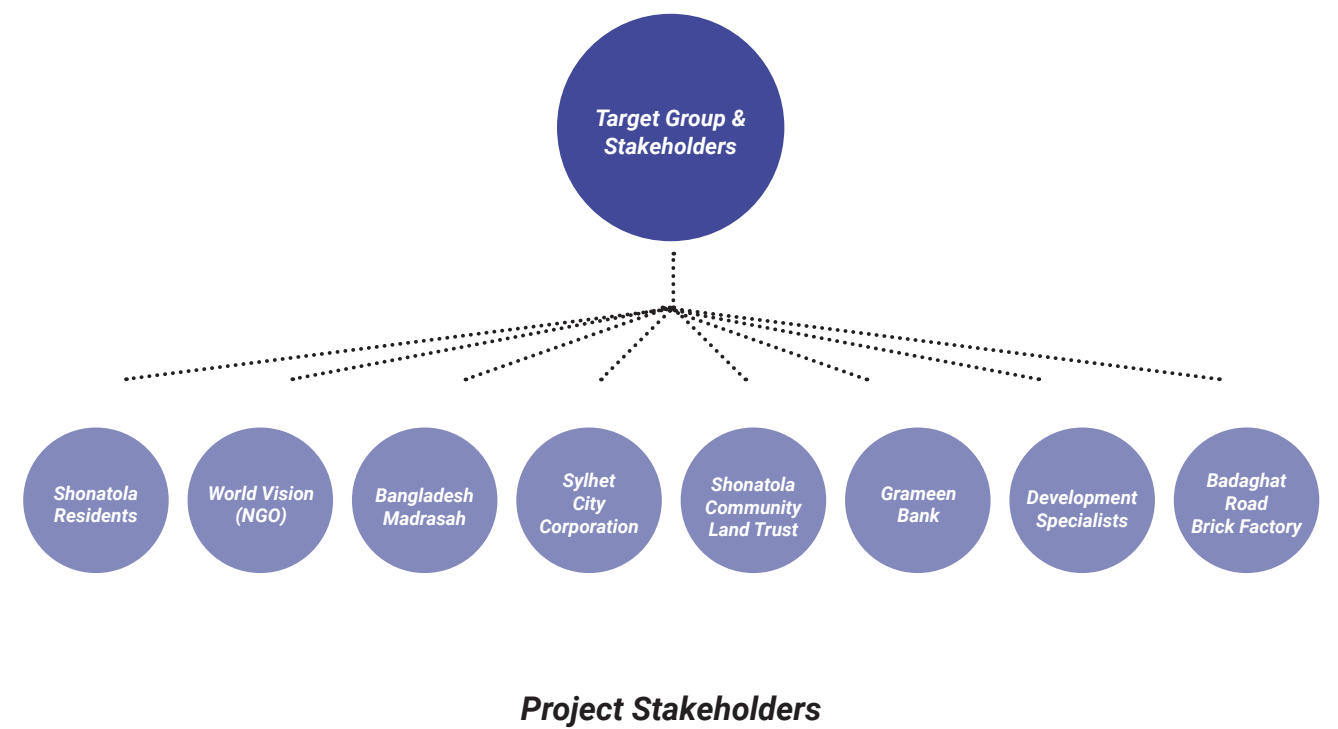 Target Group &
Stakeholders
Shonatola
Residents
World Vision
(NGO)
Bangladesh
Madrasah
Sylhet
City
Corporation
Shonatola
Community
Land Trust
Grameen
Bank
Development
Specialists
Badaghat
Road
Brick Factory
Project Stakeholders